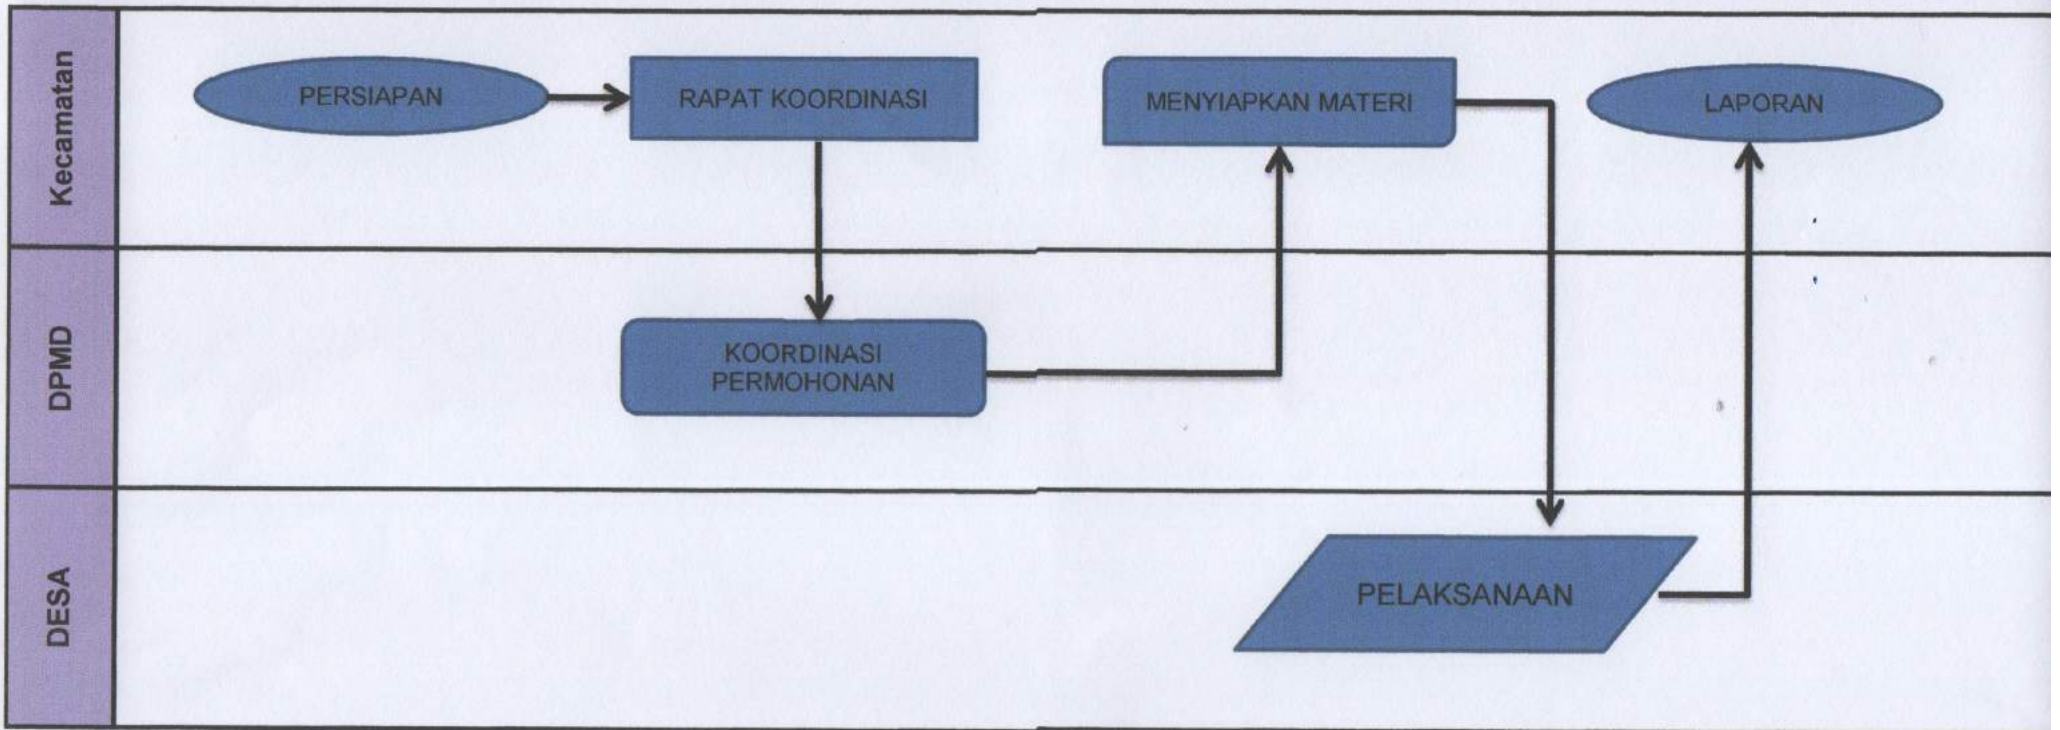 Kecamatan
PERSIAPAN
RAPAT KOORDINASI
MENYIAPKAN MATERI
LAPORAN
DPMD
KOORDINASI
PERMOHONAN
DESA
PELAKSANAAN